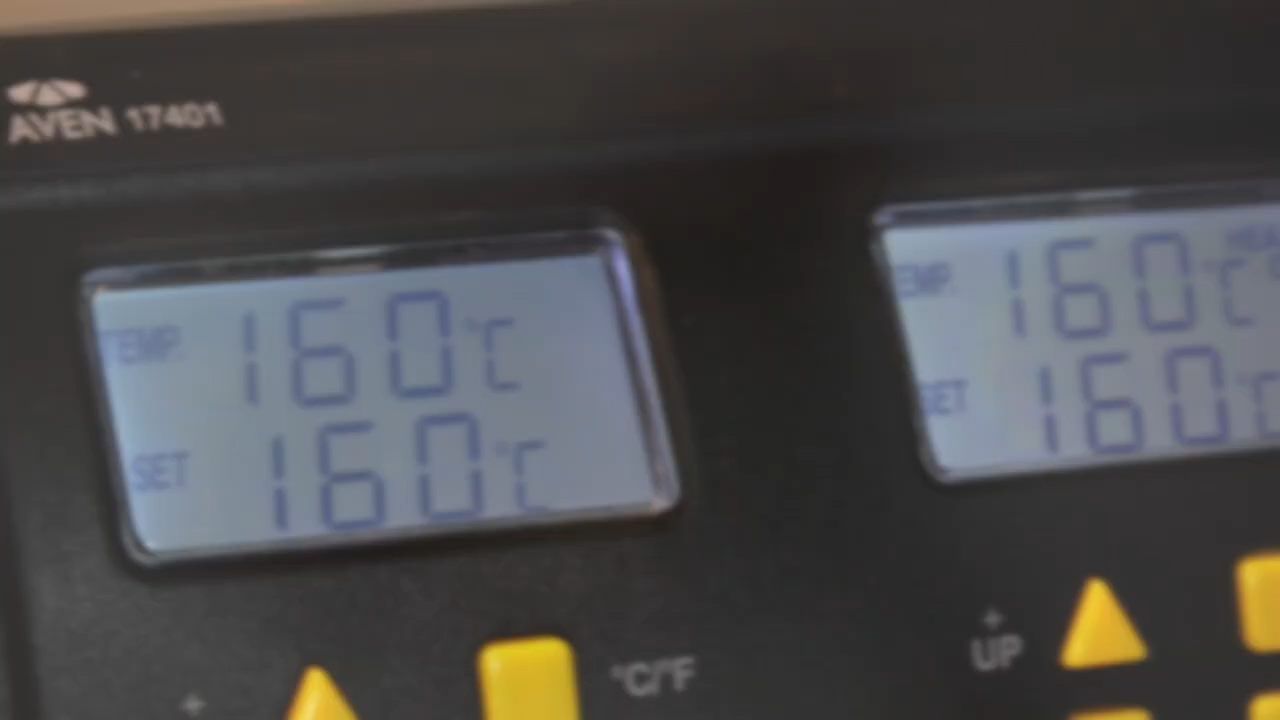 AVEN 17401
TEMP. 160°C
SET 160°C
TEMP. 160°C
SET 160°C
°C/°F
+
UP
+